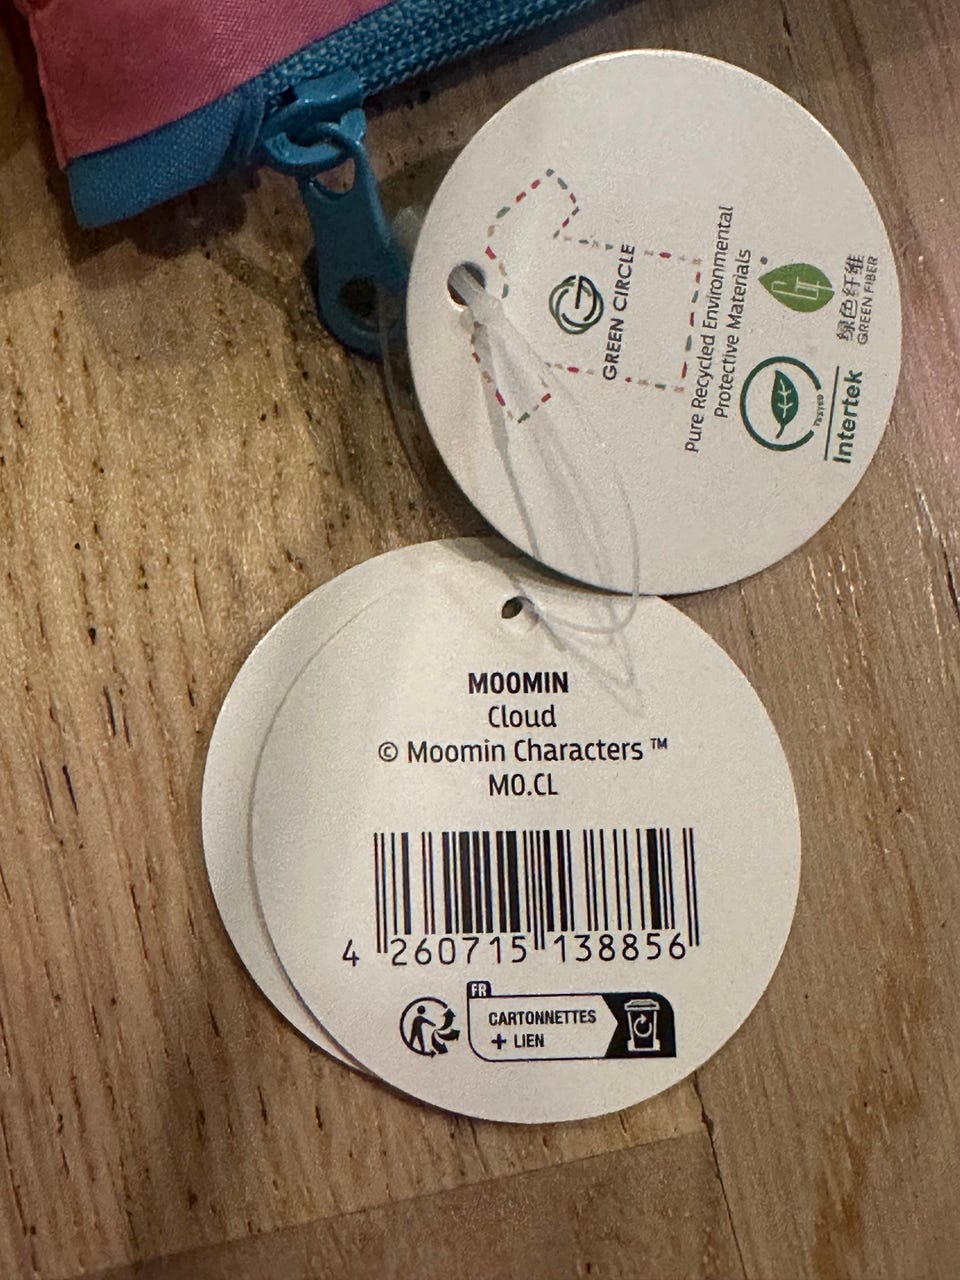 GREEN CIRCLE
Pure Recycled Environmental
Protective Materials
TESTED
Intertek
绿色纤维
GREEN FIBER
MOOMIN
Cloud
© Moomin Characters ™
MO.CL
4 260715 138856
FR
CARTONNETTES
+ LIEN